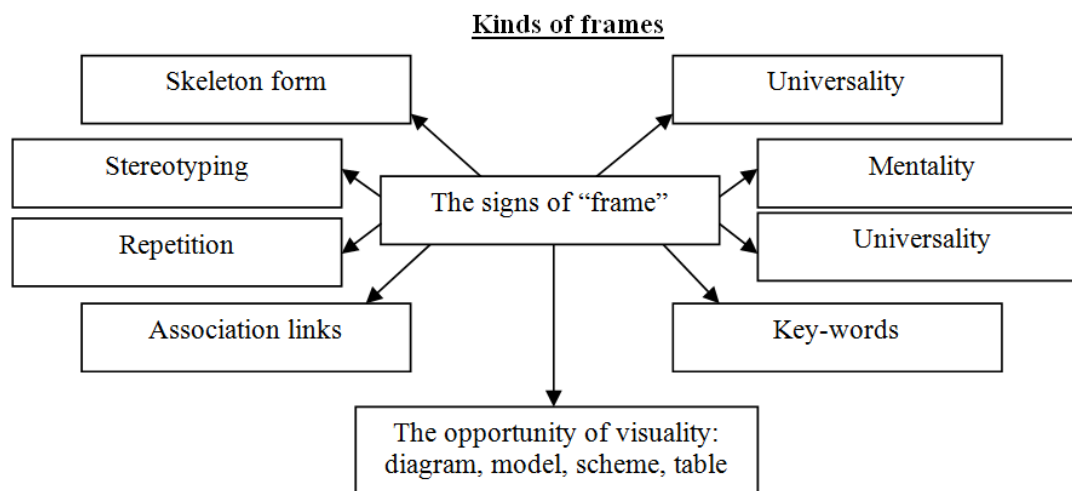 Kinds of frames
Skeleton form
Universality
Stereotyping
Mentality
The signs of “frame”
Repetition
Universality
Association links
Key-words
The opportunity of visuality:
diagram, model, scheme, table